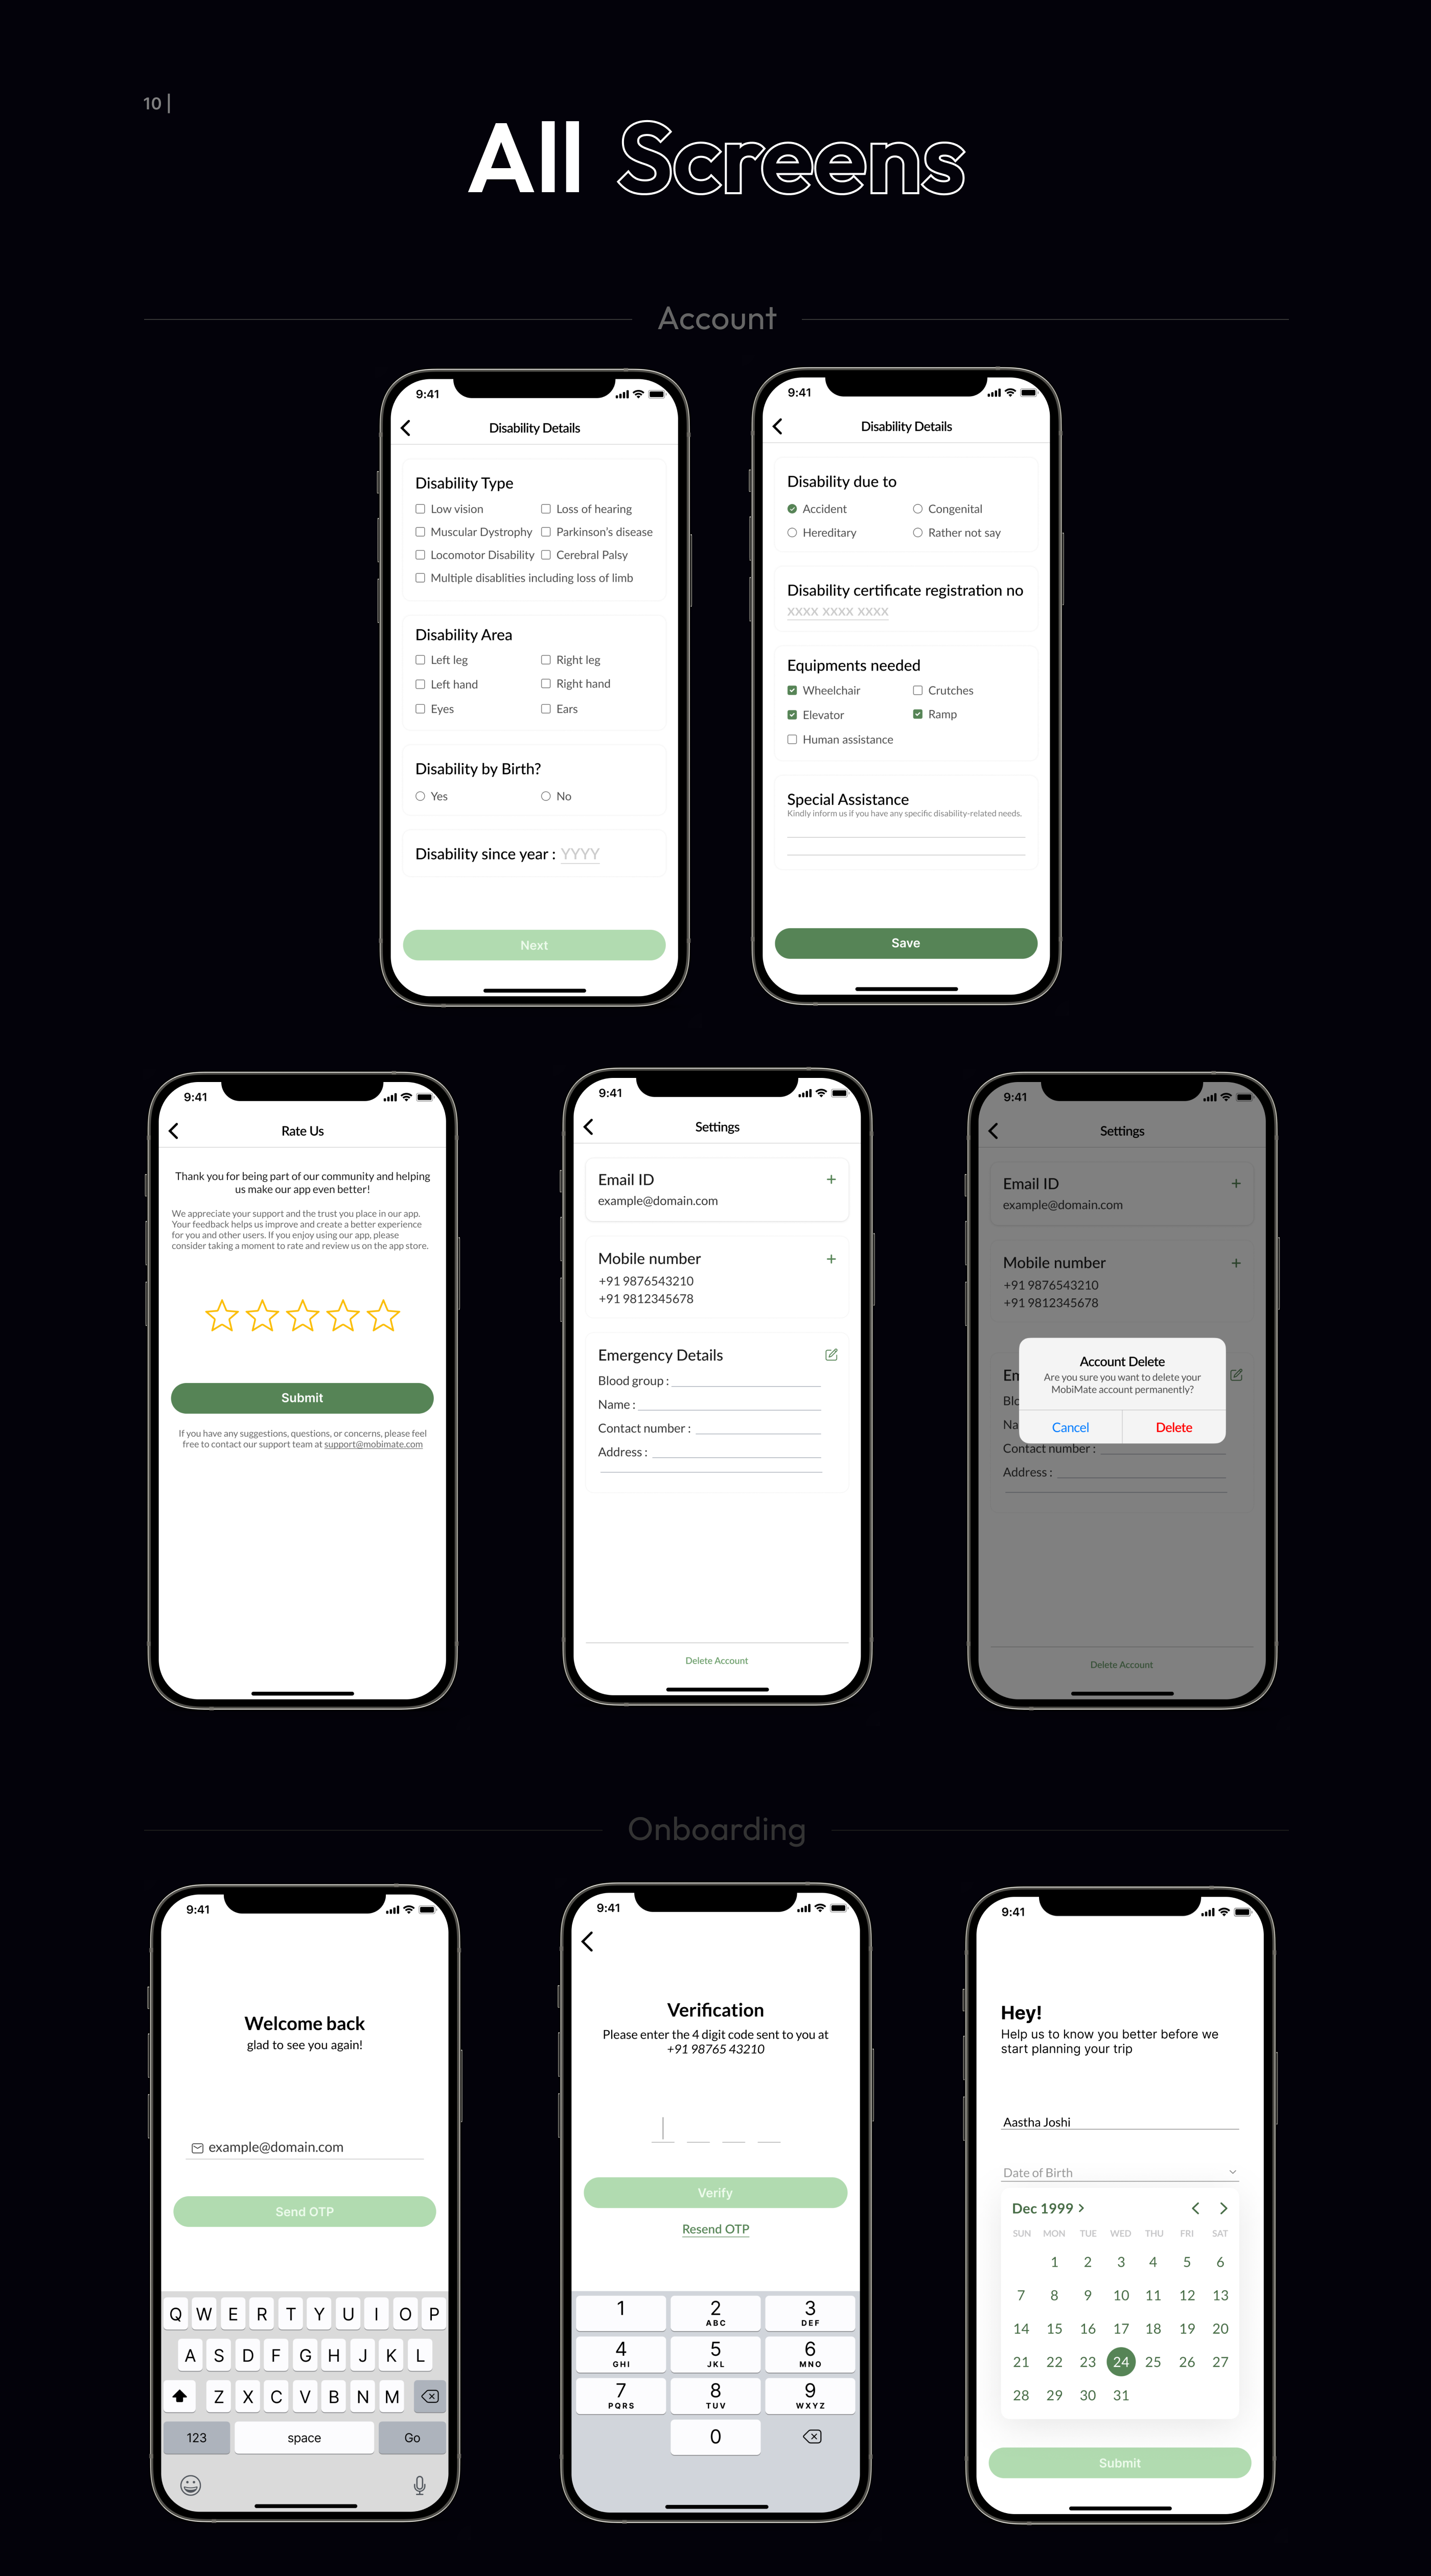 10 |
All Screens
Account
9:41
Disability Details
Disability Type
Low vision
Loss of hearing
Muscular Dystrophy
Parkinson's disease
Locomotor Disability
Cerebral Palsy
Multiple disablities including loss of limb
Disability Area
Left leg
Right leg
Left hand
Right hand
Eyes
Ears
Disability by Birth?
Yes
No
Disability since year : YYYY
Next
9:41
Disability Details
Disability due to
Accident
Congenital
Hereditary
Rather not say
Disability certificate registration no
XXXX XXXX XXXX
Equipments needed
Wheelchair
Crutches
Elevator
Ramp
Human assistance
Special Assistance
Kindly inform us if you have any specific disability-related needs.
Save
9:41
Rate Us
Thank you for being part of our community and helping
us make our app even better!
We appreciate your support and the trust you place in our app.
Your feedback helps us improve and create a better experience
for you and other users. If you enjoy using our app, please
consider taking a moment to rate and review us on the app store.
Submit
If you have any suggestions, questions, or concerns, please feel
free to contact our support team at support@mobimate.com
9:41
Settings
Email ID +
example@domain.com
Mobile number +
+91 9876543210
+91 9812345678
Emergency Details
Blood group :
Name :
Contact number :
Address :
Delete Account
9:41
Settings
Email ID +
example@domain.com
Mobile number +
+91 9876543210
+91 9812345678
Account Delete
Are you sure you want to delete your
MobiMate account permanently?
Cancel
Delete
Em
Blo
Na
Contact number :
Address :
Delete Account
Onboarding
9:41
Welcome back
glad to see you again!
example@domain.com
Send OTP
Q W E R T Y U I O P
A S D F G H J K L
Z X C V B N M
123 space Go
9:41
Verification
Please enter the 4 digit code sent to you at
+91 98765 43210
Verify
Resend OTP
1 2 3
ABC DEF
4 5 6
GHI JKL MNO
7 8 9
PQRS TUV WXYZ
0
9:41
Hey!
Help us to know you better before we
start planning your trip
Aastha Joshi
Date of Birth
Dec 1999
SUN MON TUE WED THU FRI SAT
1 2 3 4 5 6
7 8 9 10 11 12 13
14 15 16 17 18 19 20
21 22 23 24 25 26 27
28 29 30 31
Submit